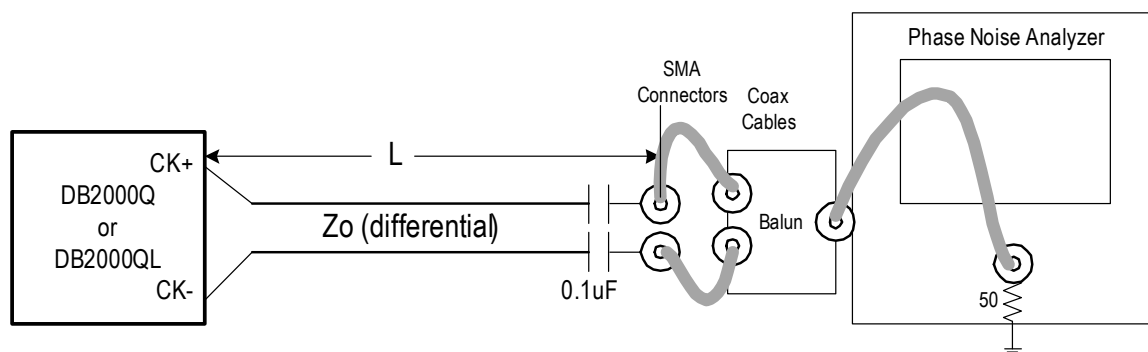 Phase Noise Analyzer
SMA
Connectors
Coax
Cables
CK+
L
DB2000Q
or
DB2000QL
Zo (differential)
Balun
CK-
0.1uF
50